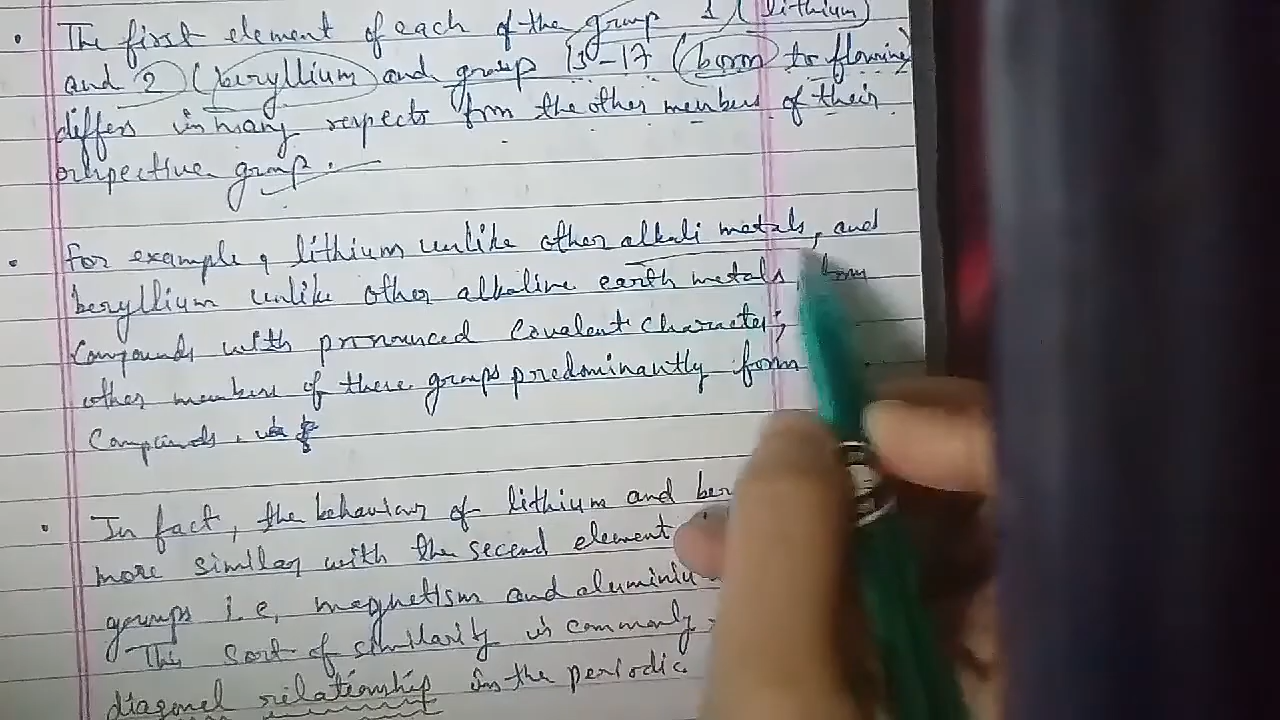 The first element of each of the group 1 (lithium)
and 2 (beryllium) and group 13-17 (boron to flourine)
differs in many respects from the other members of their
respective group.
For example, lithium unlike other alkali metals, and
beryllium unlike other alkaline earth metals, form
Compounds with pronounced Covalent Character;
other members of these groups predominantly form
Compounds.
In fact, the behaviour of lithium and
more similar with the second element
groups i.e, magnetism and
This sort of similarity is commonly
diagonel relationship in the periodic